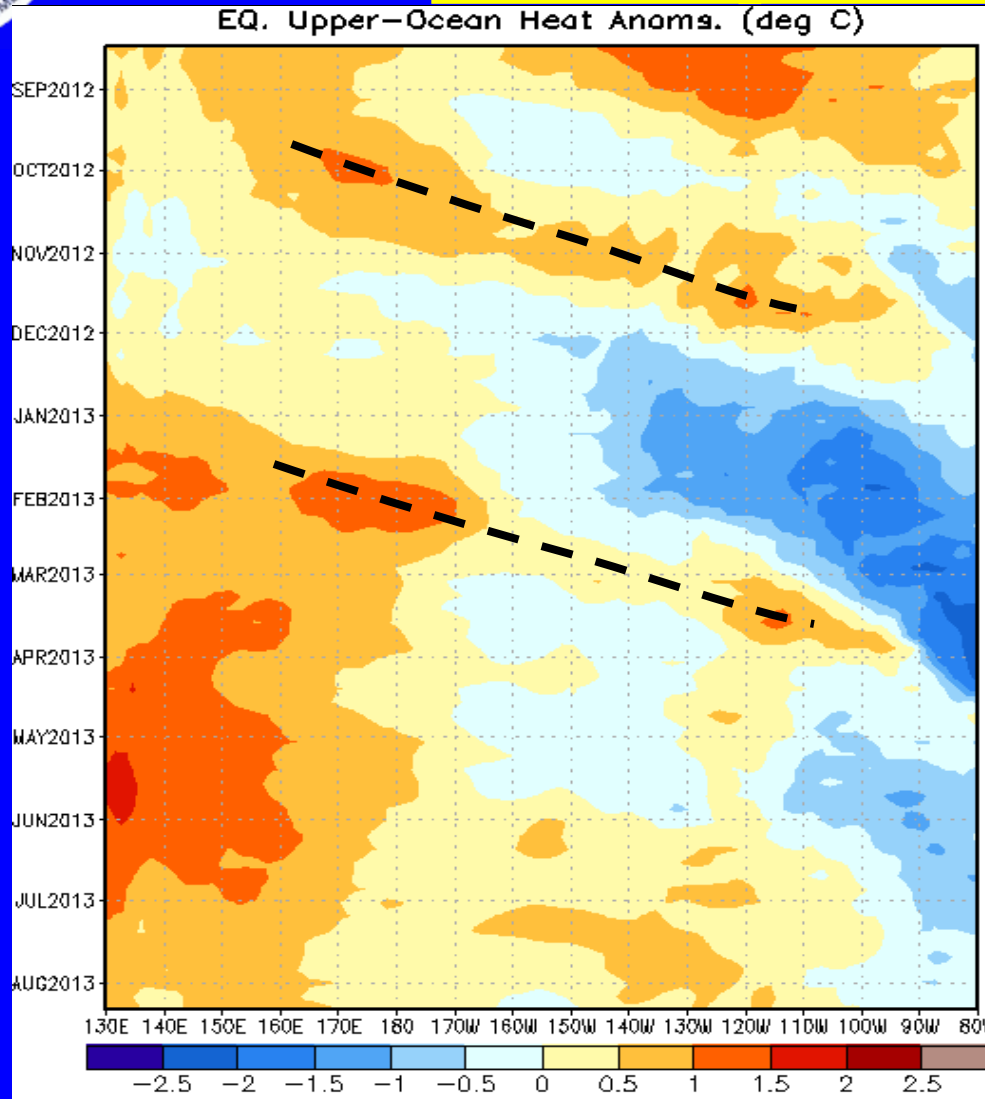 EQ. Upper-Ocean Heat Anoms. (deg C)
SEP2012
OCT2012
NOV2012
DEC2012
JAN2013
FEB2013
MAR2013
APR2013
MAY2013
JUN2013
JUL2013
AUG2013
130E 140E 150E 160E 170E 180 170W 160W 150W 140W 130W 120W 110W 100W 90W 80W
-2.5 -2 -1.5 -1 -0.5 0 0.5 1 1.5 2 2.5